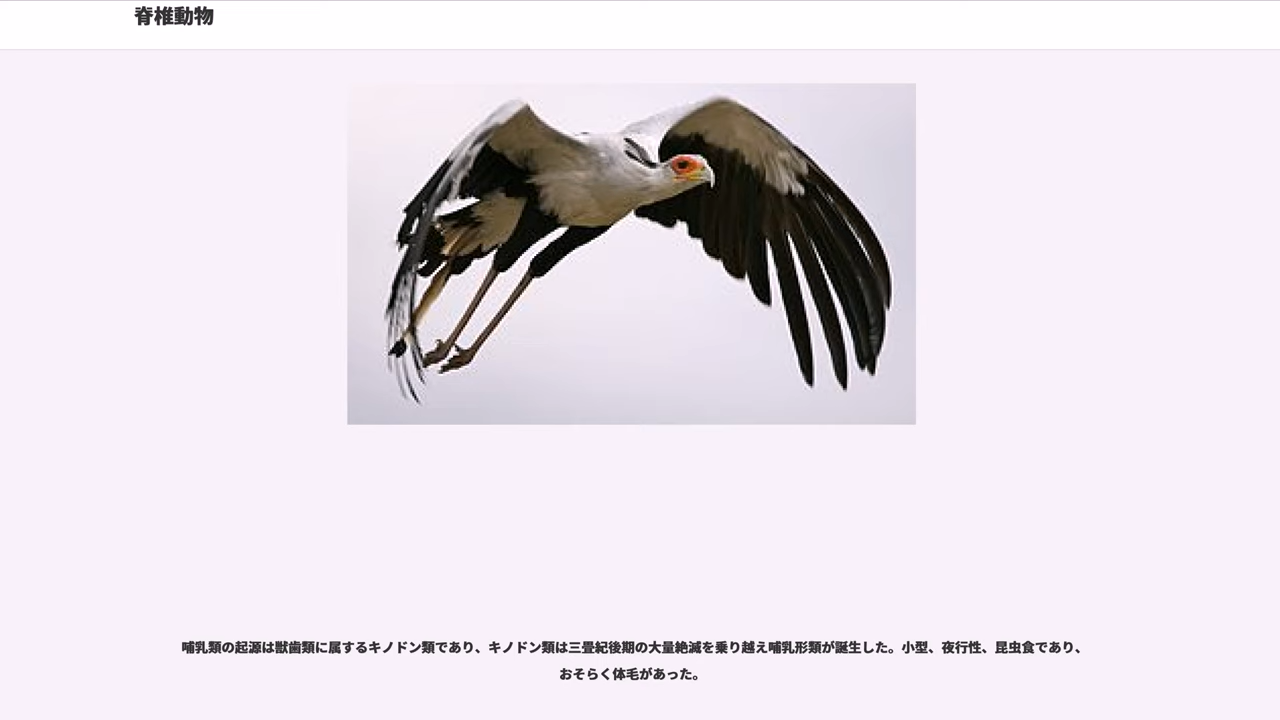 脊椎動物
哺乳類の起源は獣歯類に属するキノドン類であり、キノドン類は三畳紀後期の大量絶滅を乗り越え哺乳形類が誕生した。小型、夜行性、昆虫食であり、
おそらく体毛があった。